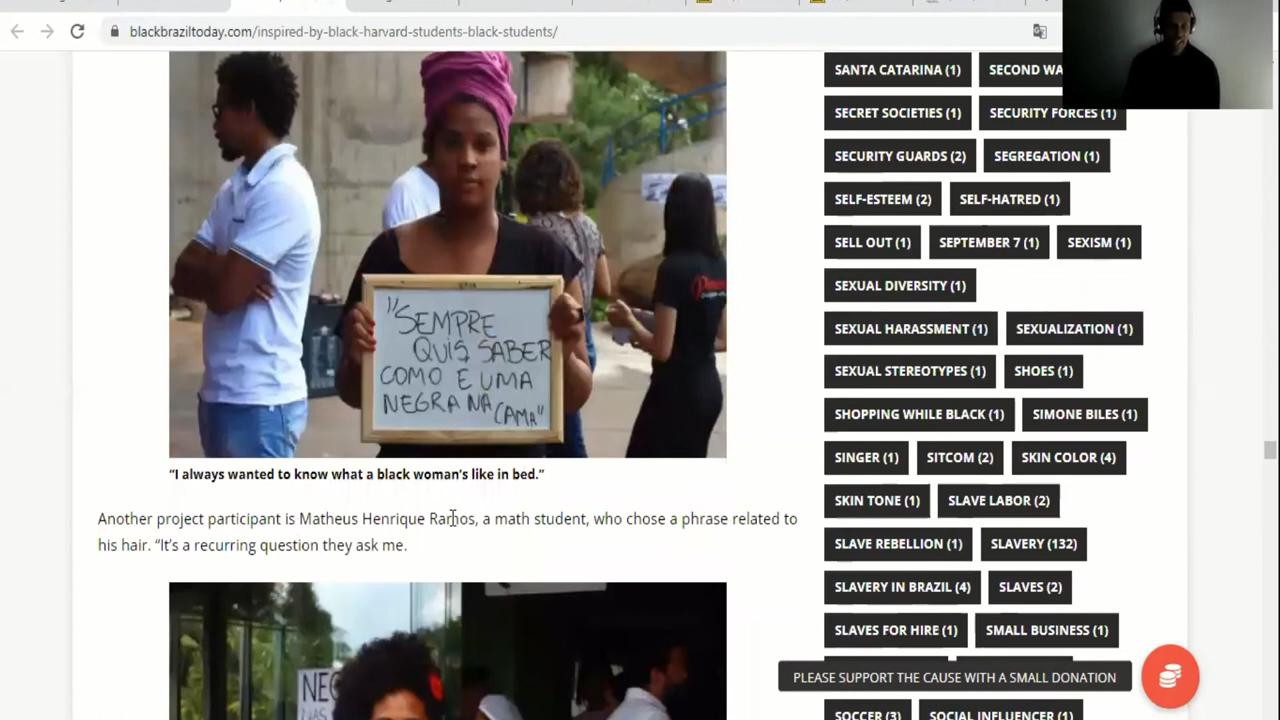 blackbraziltoday.com/inspired-by-black-harvard-students-black-students/
SANTA CATARINA (1)
SECOND
SECRET SOCIETIES (1)
SECURITY FORCES (1)
SECURITY GUARDS (2)
SEGREGATION (1)
SELF-ESTEEM (2)
SELF-HATRED (1)
SELL OUT (1)
SEPTEMBER 7 (1)
SEXISM (1)
SEXUAL DIVERSITY (1)
SEXUAL HARASSMENT (1)
SEXUALIZATION (1)
SEXUAL STEREOTYPES (1)
SHOES (1)
SHOPPING WHILE BLACK (1)
SIMONE BILES (1)
SINGER (1)
SITCOM (2)
SKIN COLOR (4)
SKIN TONE (1)
SLAVE LABOR (2)
SLAVE REBELLION (1)
SLAVERY (132)
SLAVERY IN BRAZIL (4)
SLAVES (2)
SLAVES FOR HIRE (1)
SMALL BUSINESS (1)
PLEASE SUPPORT THE CAUSE WITH A SMALL DONATION
SOCCER (3)
SOCIAL INFLUENCER (1)
"SEMPRE
QUIS SABER
COMO E UMA
NEGRA NA
CAMA"
“I always wanted to know what a black woman’s like in bed.”
Another project participant is Matheus Henrique Ramos, a math student, who chose a phrase related to
his hair. “It’s a recurring question they ask me.